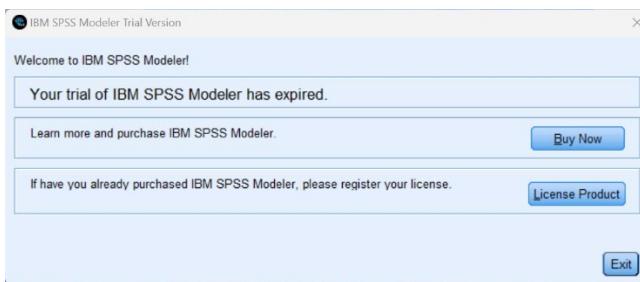 IBM SPSS Modeler Trial Version
Welcome to IBM SPSS Modeler!
Your trial of IBM SPSS Modeler has expired.
Learn more and purchase IBM SPSS Modeler.
Buy Now
If have you already purchased IBM SPSS Modeler, please register your license.
License Product
Exit